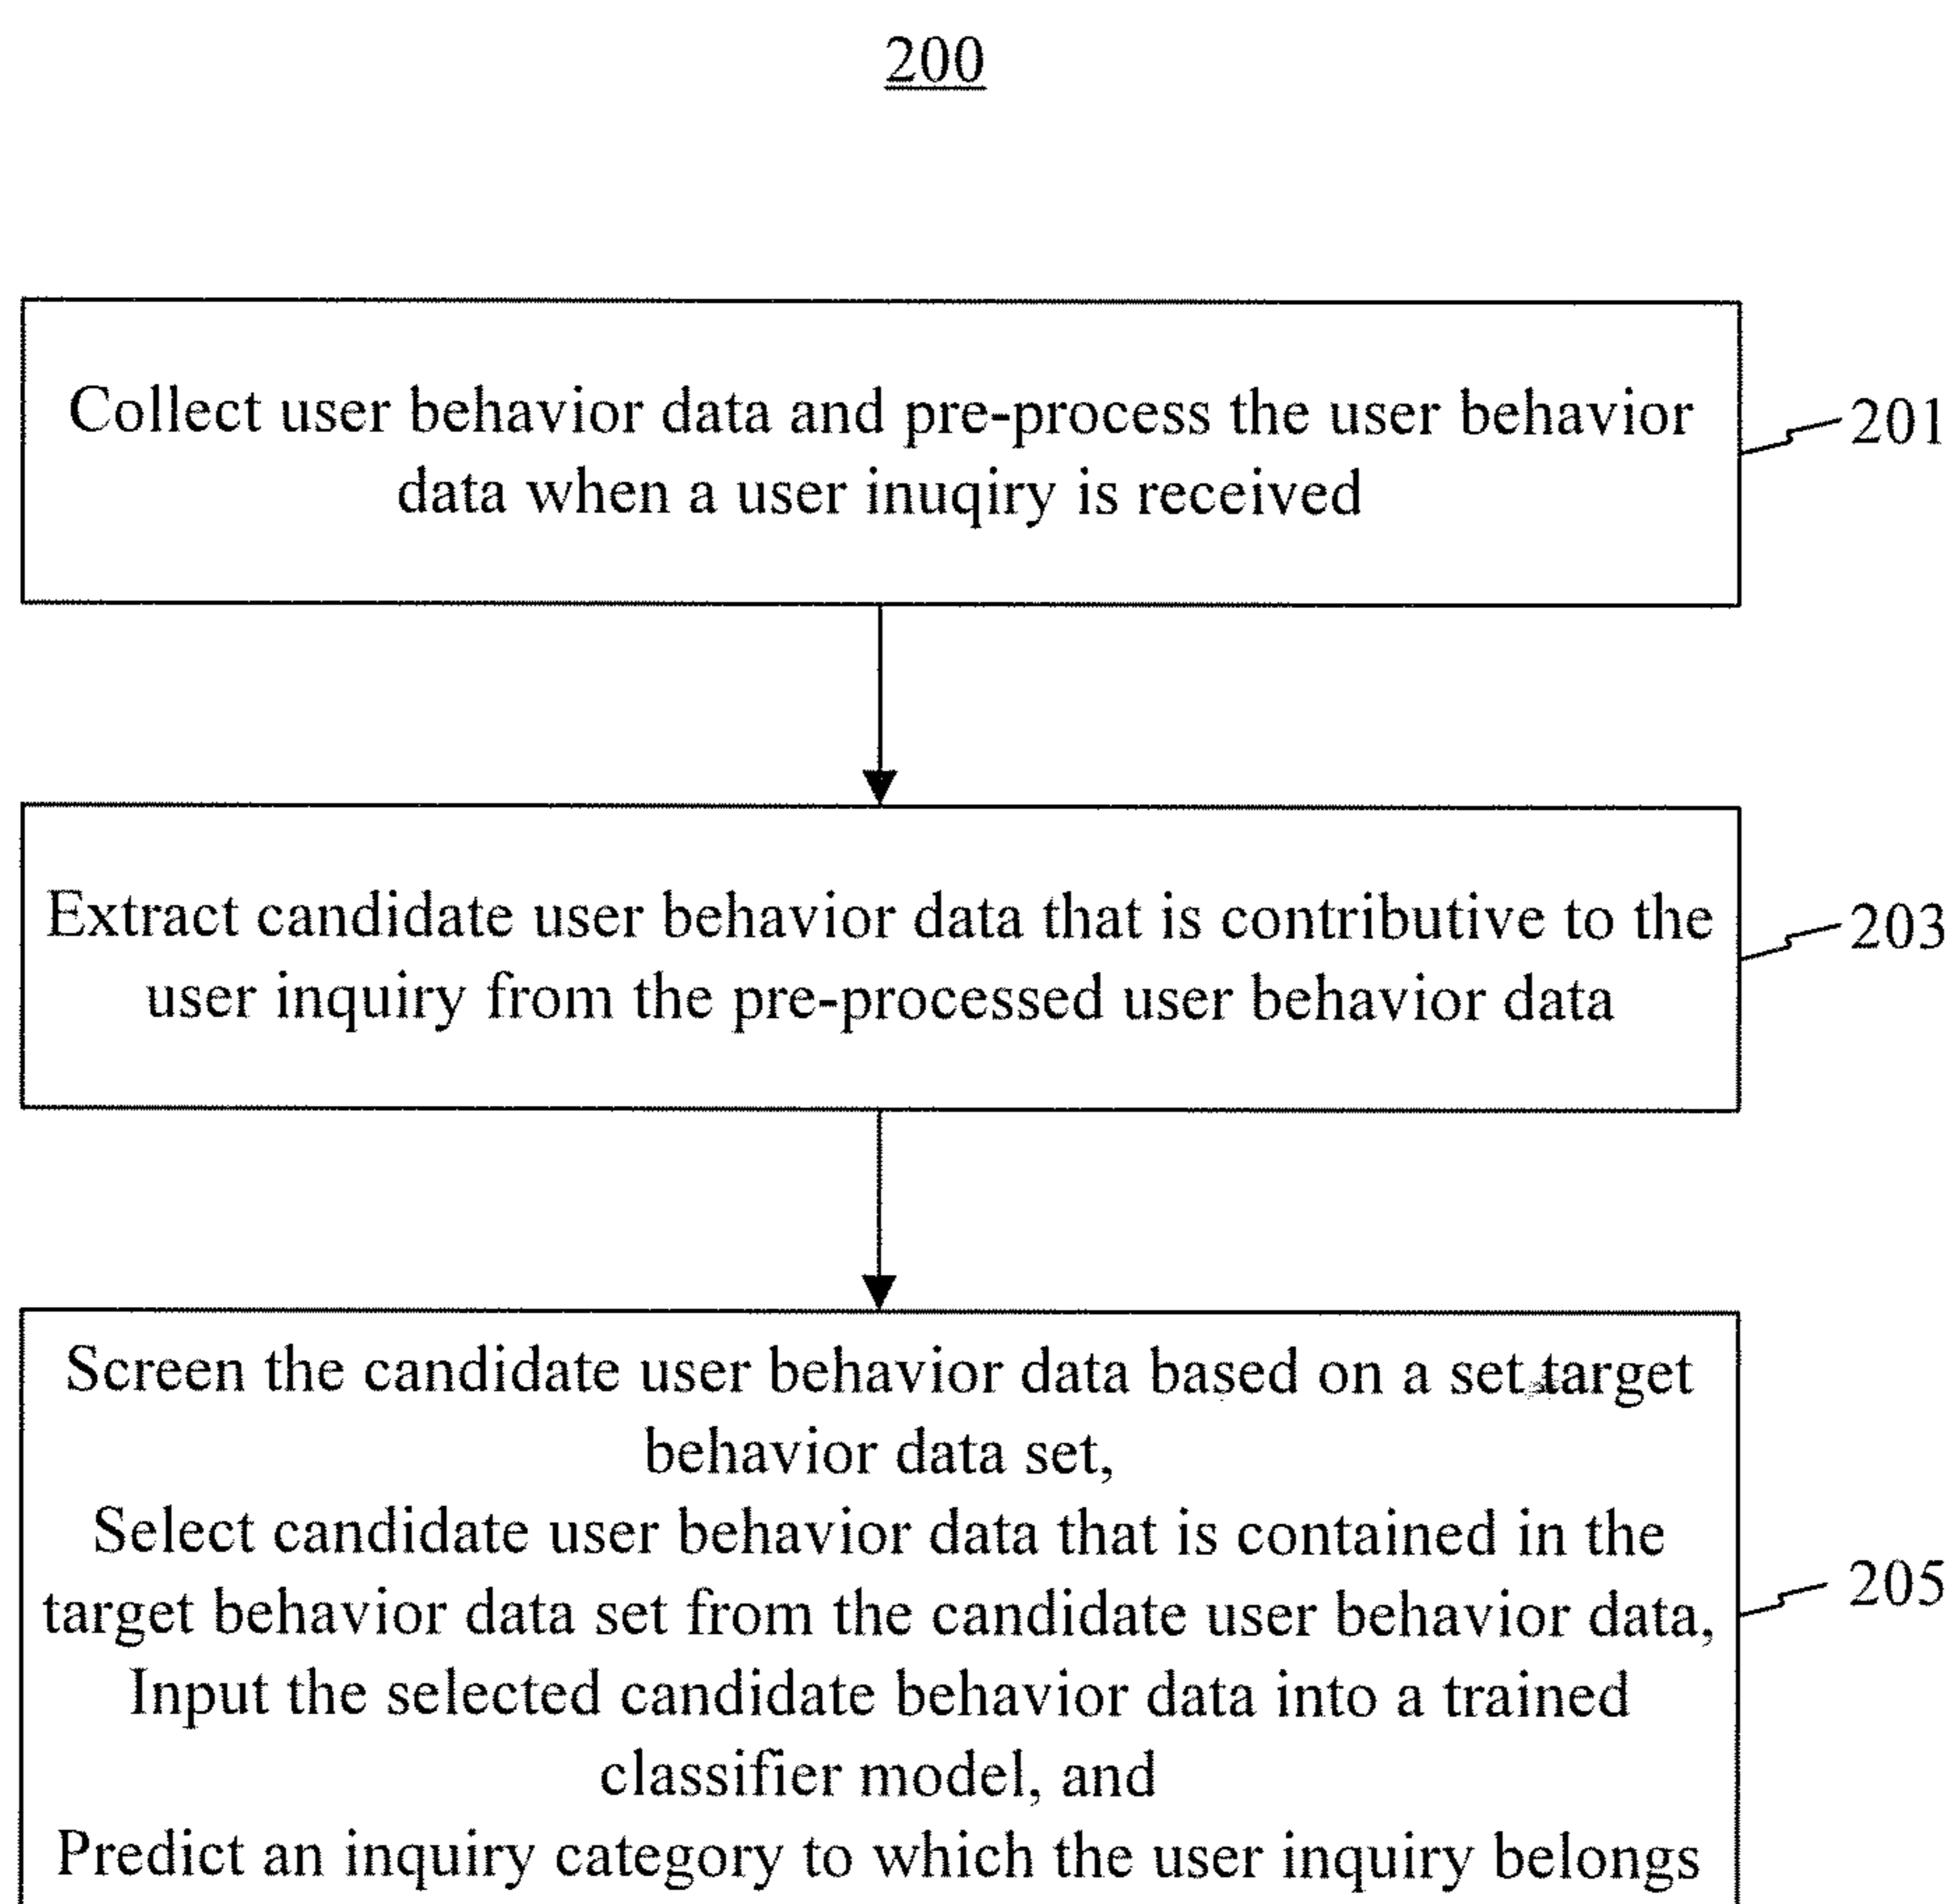 200
Collect user behavior data and pre-process the user behavior
data when a user inuqiry is received
201
Extract candidate user behavior data that is contributive to the
user inquiry from the pre-processed user behavior data
203
Screen the candidate user behavior data based on a set target
behavior data set,
Select candidate user behavior data that is contained in the
target behavior data set from the candidate user behavior data,
Input the selected candidate behavior data into a trained
classifier model, and
Predict an inquiry category to which the user inquiry belongs
205